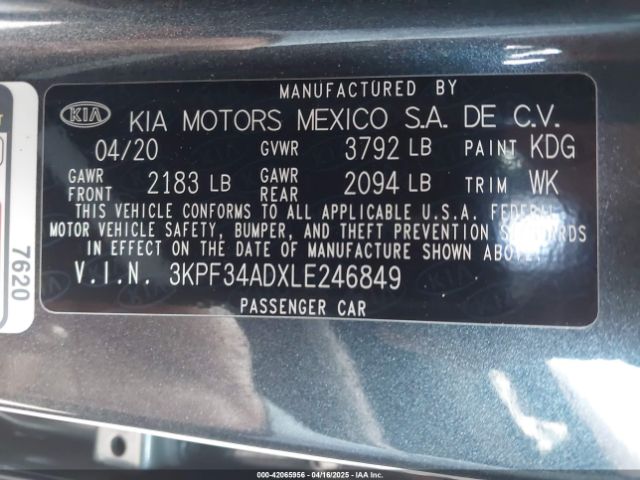 MANUFACTURED BY
KIA KIA MOTORS MEXICO S.A. DE C.V.
04/20 GVWR 3792 LB PAINT KDG
GAWR FRONT 2183 LB GAWR REAR 2094 LB TRIM WK
THIS VEHICLE CONFORMS TO ALL APPLICABLE U.S.A. FEDERAL
MOTOR VEHICLE SAFETY, BUMPER, AND THEFT PREVENTION STANDARDS
IN EFFECT ON THE DATE OF MANUFACTURE SHOWN ABOVE
V.I.N. 3KPF34ADXLE246849
PASSENGER CAR
7620
000-42065956 | 04/16/2025 - IAAI.COM